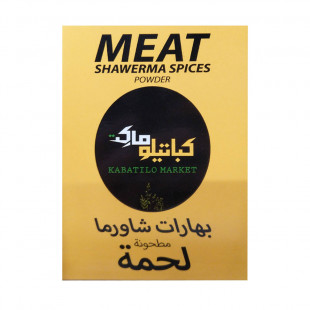 MEAT
SHAWERMA SPICES
POWDER
كباتيلو ماركت
KABATILO MARKET
بهارات شاورما
مطحونة
لحمة